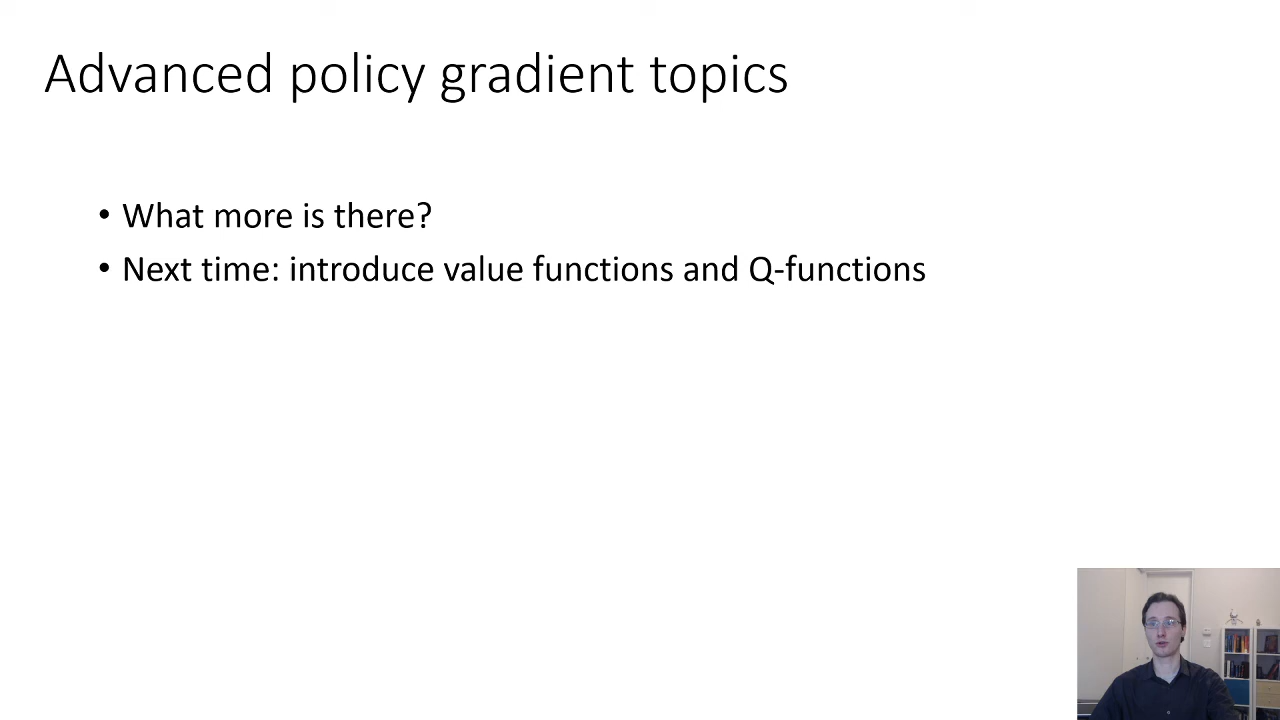 Advanced policy gradient topics
• What more is there?
• Next time: introduce value functions and Q-functions